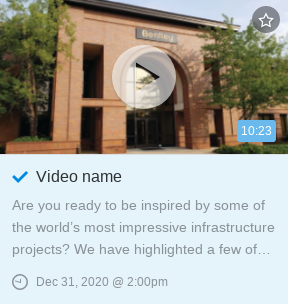 Bentley
10:23
Video name
Are you ready to be inspired by some of
the world's most impressive infrastructure
projects? We have highlighted a few of…
Dec 31, 2020 @ 2:00pm